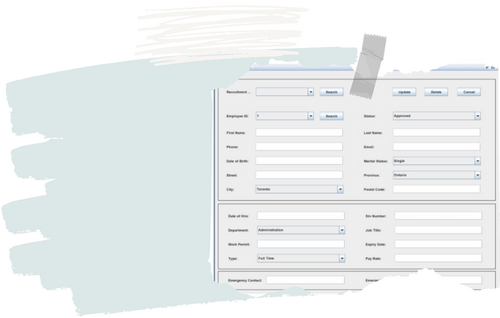 Recruitment ... Search Update Delete Cancel
Employee ID: Search Status: Approved
First Name: Last Name:
Phone: Email:
Date of Birth: Marital Status: Single
Street: Province: Ontario
City: Toronto Postal Code:
Date of Hire: Sin Number:
Department: Administration Job Title:
Work Permit: Expiry Date:
Type: Full Time Pay Rate:
Emergency Contact: